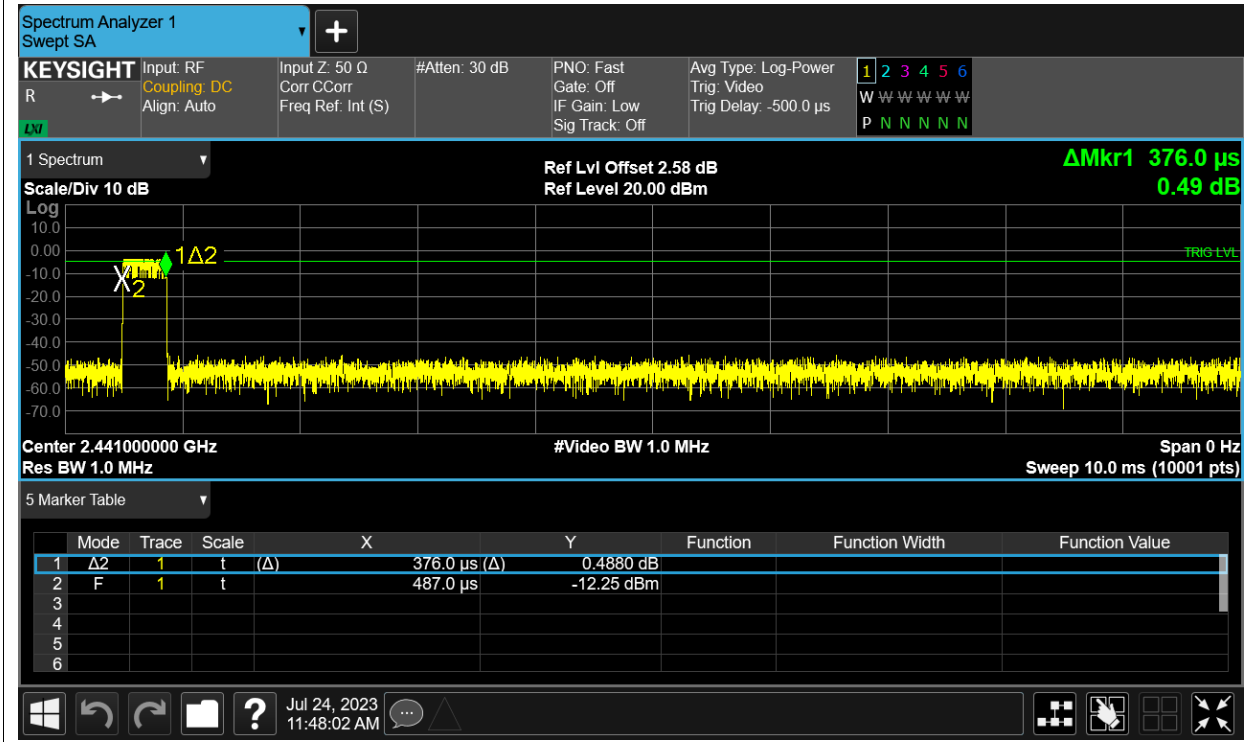 Spectrum Analyzer 1
Swept SA
+
KEYSIGHT
R
LXI
Input: RF
Coupling: DC
Align: Auto
Input Z: 50 Ω
Corr CCorr
Freq Ref: Int (S)
#Atten: 30 dB
PNO: Fast
Gate: Off
IF Gain: Low
Sig Track: Off
Avg Type: Log-Power
Trig: Video
Trig Delay: -500.0 µs
1 2 3 4 5 6
W W W W W W
P N N N N N
1 Spectrum
Scale/Div 10 dB
Ref Lvl Offset 2.58 dB
Ref Level 20.00 dBm
ΔMkr1 376.0 µs
0.49 dB
Log
10.0
0.00
-10.0
-20.0
-30.0
-40.0
-50.0
-60.0
-70.0
1Δ2
X2
TRIG LVL
Center 2.441000000 GHz
#Video BW 1.0 MHz
Span 0 Hz
Res BW 1.0 MHz
Sweep 10.0 ms (10001 pts)
5 Marker Table
Mode Trace Scale X Y Function Function Width Function Value
1 Δ2 1 t (Δ) 376.0 µs (Δ) 0.4880 dB
2 F 1 t 487.0 µs -12.25 dBm
3
4
5
6
?
Jul 24, 2023
11:48:02 AM